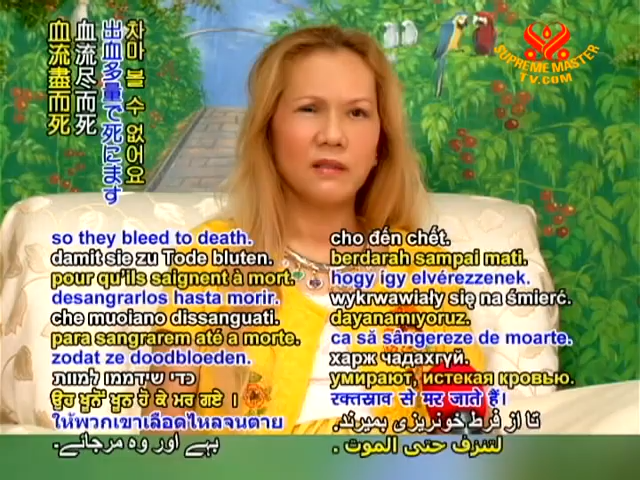 차마 볼 수 없어요
出血多量で死にます
血流尽而死
血流盡而死
SUPREME MASTER
TV.COM
so they bleed to death.
damit sie zu Tode bluten.
pour qu'ils saignent à mort.
desangrarlos hasta morir.
che muoiano dissanguati.
para sangrarem até a morte.
zodat ze doodbloeden.
כדי שידממו למוות
ਉਹ ਖੂਨੋਂ ਖੂਨ ਹੋ ਕੇ ਮਰ ਗਏ ।
ให้พวกเขาเลือดไหลจนตาย
بہے اور وہ مرجائے۔
cho đến chết.
berdarah sampai mati.
hogy így elvérezzenek.
wykrwawiały się na śmierć.
dayanamıyoruz.
ca să sângereze de moarte.
харж чадахгүй.
умирают, истекая кровью.
रक्तस्राव से मर जाते हैं।
تا از فرط خونریزی بمیرند.
لتنزف حتى الموت .